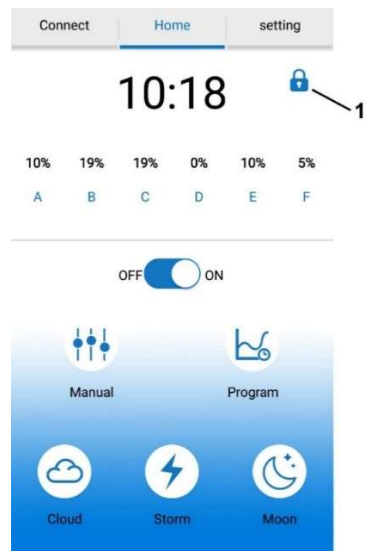 Connect Home setting
10:18
1
10% 19% 19% 0% 10% 5%
A B C D E F
OFF ON
Manual Program
Cloud Storm Moon